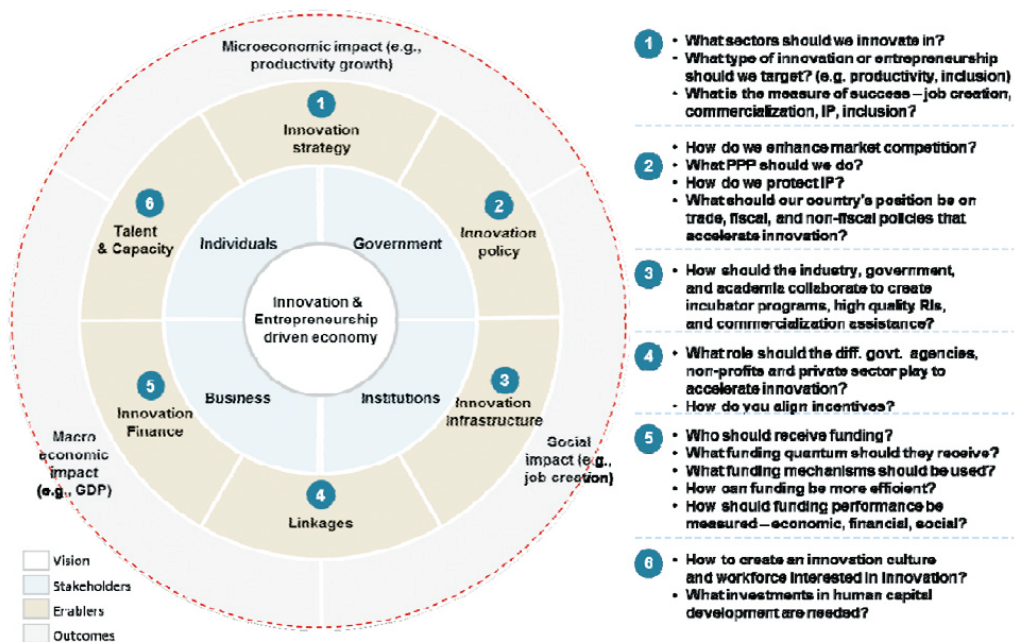 Microeconomic impact (e.g.,
productivity growth)
1
Innovation
strategy
6
Talent
& Capacity
2
Innovation
policy
Individuals
Government
Innovation &
Entrepreneurship
driven economy
Business
Institutions
5
Innovation
Finance
3
Innovation
Infrastructure
Macro
economic
impact
(e.g., GDP)
Social
impact (e.g.,
job creation)
4
Linkages
Vision
Stakeholders
Enablers
Outcomes
1
• What sectors should we innovate in?
• What type of innovation or entrepreneurship
should we target? (e.g. productivity, inclusion)
• What is the measure of success – job creation,
commercialization, IP, inclusion?
2
• How do we enhance market competition?
• What PPP should we do?
• How do we protect IP?
• What should our country's position be on
trade, fiscal, and non-fiscal policies that
accelerate innovation?
3
• How should the industry, government,
and academia collaborate to create
incubator programs, high quality RIs,
and commercialization assistance?
4
• What role should the diff. govt. agencies,
non-profits and private sector play to
accelerate innovation?
• How do you align incentives?
5
• Who should receive funding?
• What funding quantum should they receive?
• What funding mechanisms should be used?
• How can funding be more efficient?
• How should funding performance be
measured – economic, financial, social?
6
• How to create an innovation culture
and workforce interested in innovation?
• What investments in human capital
development are needed?